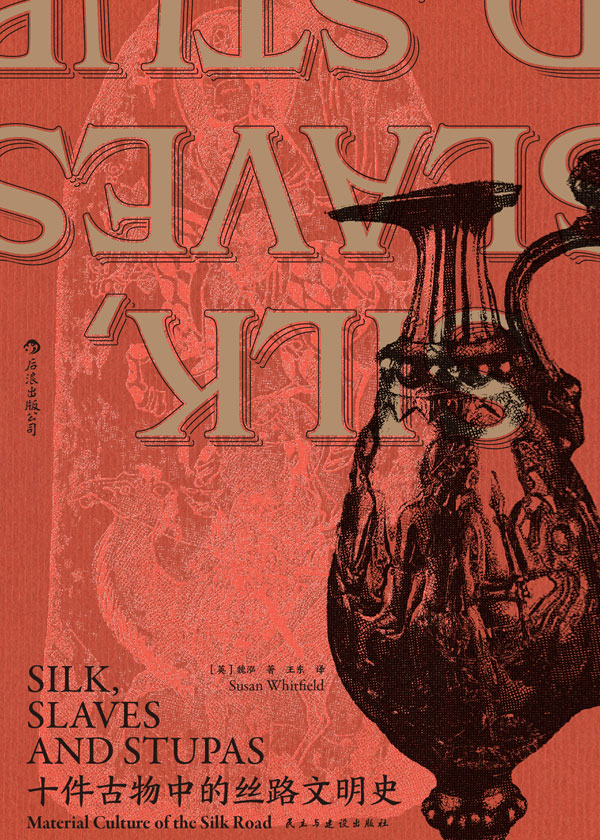 D STUP
SLAVES
SILK,
后浪出版公司
[英] 魏泓 著 王东 译
Susan Whitfield
SILK,
SLAVES
AND STUPAS
十件古物中的丝路文明史
Material Culture of the Silk Road 民主与建设出版社